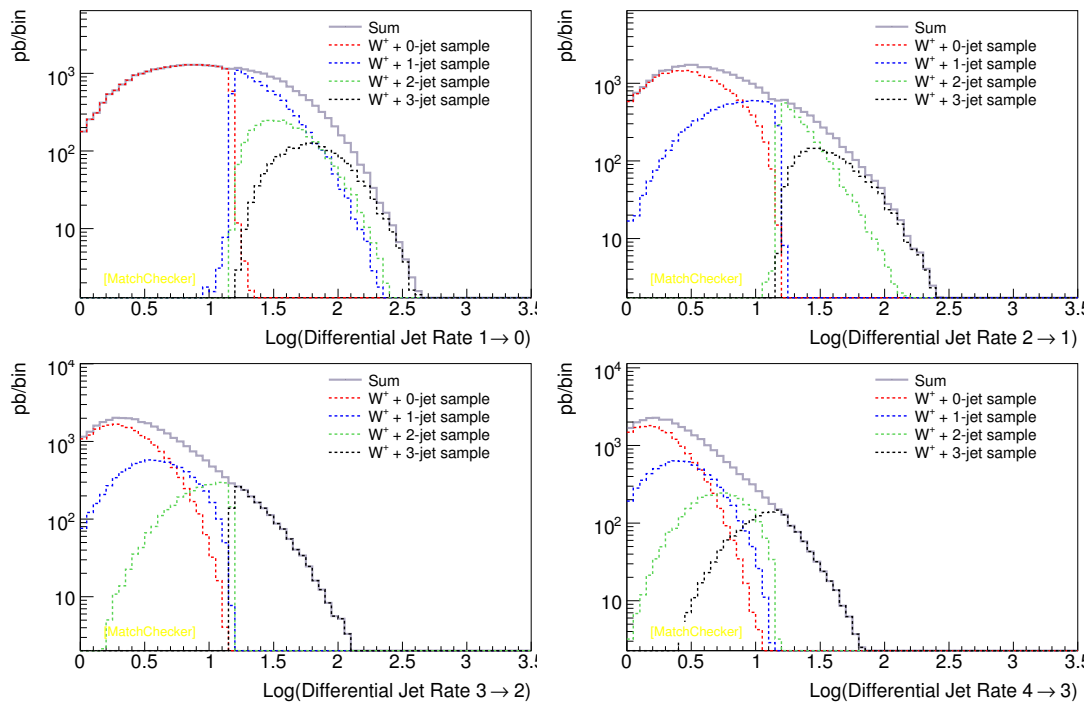 pb/bin
10³
10²
10
Sum
W⁺ + 0-jet sample
W⁺ + 1-jet sample
W⁺ + 2-jet sample
W⁺ + 3-jet sample
[MatchChecker]
0 0.5 1 1.5 2 2.5 3 3.5
Log(Differential Jet Rate 1→0)
pb/bin
10³
10²
10
Sum
W⁺ + 0-jet sample
W⁺ + 1-jet sample
W⁺ + 2-jet sample
W⁺ + 3-jet sample
[MatchChecker]
0 0.5 1 1.5 2 2.5 3 3.5
Log(Differential Jet Rate 2→1)
pb/bin
10⁴
10³
10²
10
Sum
W⁺ + 0-jet sample
W⁺ + 1-jet sample
W⁺ + 2-jet sample
W⁺ + 3-jet sample
[MatchChecker]
0 0.5 1 1.5 2 2.5 3 3.5
Log(Differential Jet Rate 3→2)
pb/bin
10⁴
10³
10²
10
Sum
W⁺ + 0-jet sample
W⁺ + 1-jet sample
W⁺ + 2-jet sample
W⁺ + 3-jet sample
[MatchChecker]
0 0.5 1 1.5 2 2.5 3 3.5
Log(Differential Jet Rate 4→3)